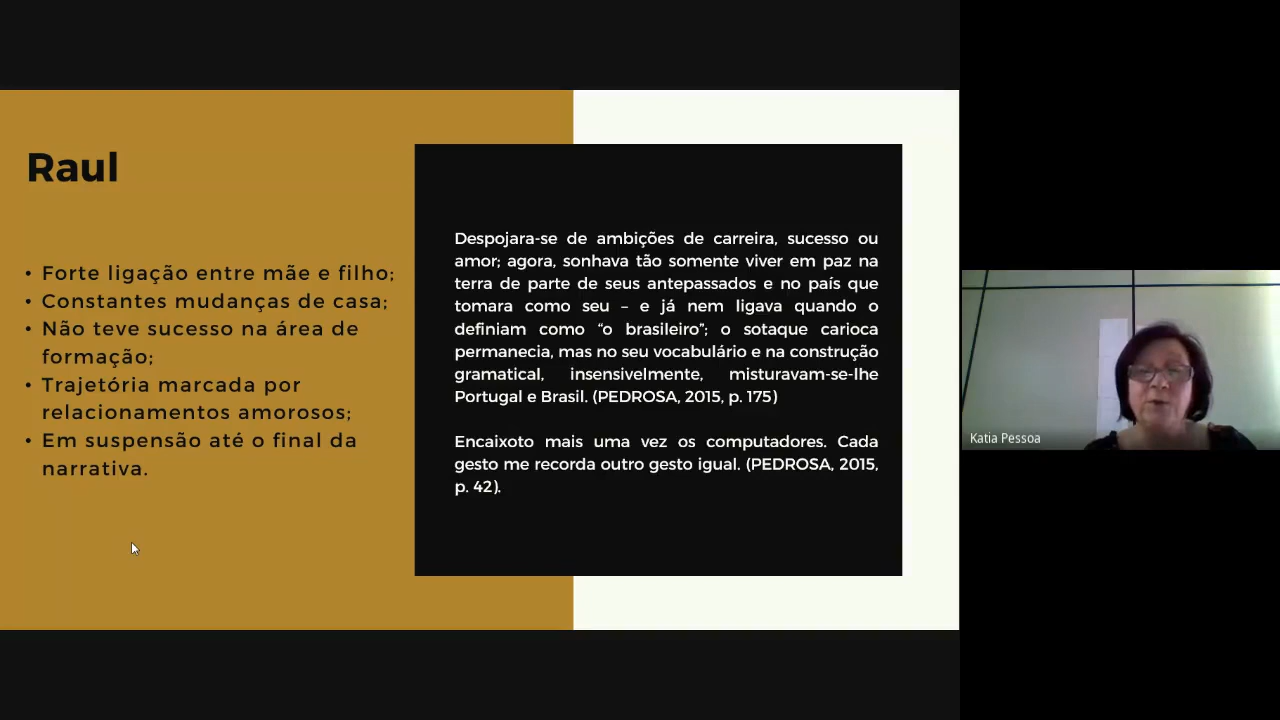 Raul
• Forte ligação entre mãe e filho;
• Constantes mudanças de casa;
• Não teve sucesso na área de
formação;
• Trajetória marcada por
relacionamentos amorosos;
• Em suspensão até o final da
narrativa.
Despojara-se de ambições de carreira, sucesso ou
amor; agora, sonhava tão somente viver em paz na
terra de parte de seus antepassados e no país que
tomara como seu – e já nem ligava quando o
definiam como “o brasileiro”; o sotaque carioca
permanecia, mas no seu vocabulário e na construção
gramatical, insensivelmente, misturavam-se-lhe
Portugal e Brasil. (PEDROSA, 2015, p. 175)
Encaixoto mais uma vez os computadores. Cada
gesto me recorda outro gesto igual. (PEDROSA, 2015,
p. 42).
Katia Pessoa